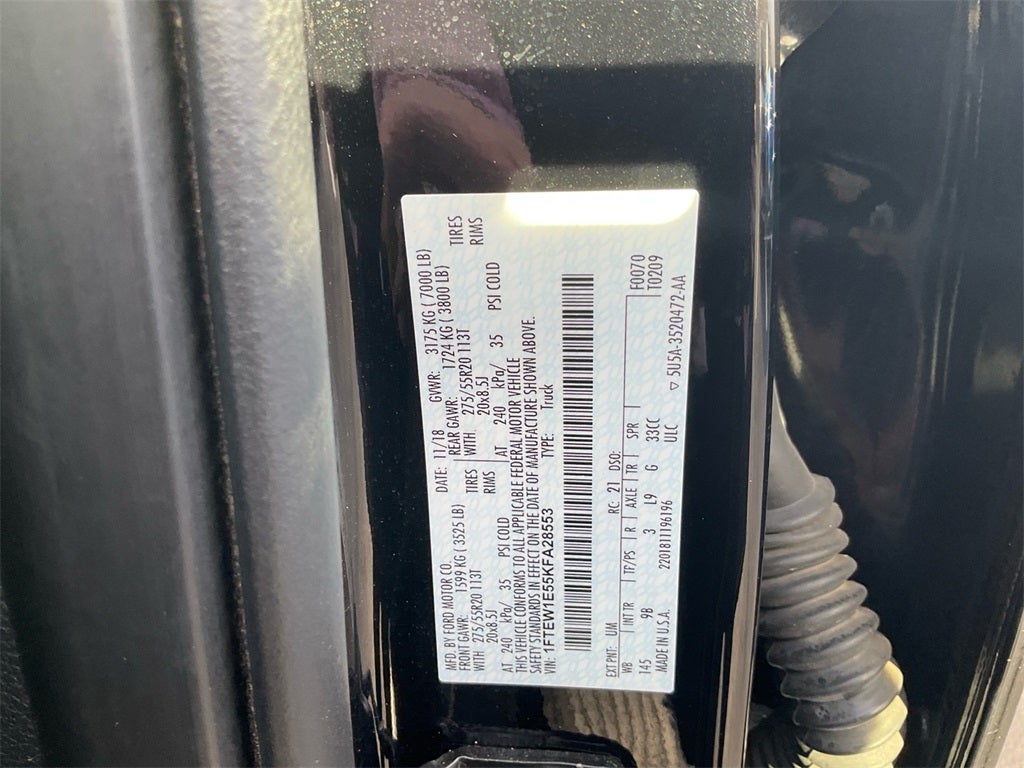 MFD. BY FORD MOTOR CO. DATE: 11/18 GVWR: 3175 KG ( 7000 LB)
FRONT GAWR: 1599 KG ( 3525 LB) REAR GAWR: 1724 KG ( 3800 LB)
WITH 275/55R20 113T TIRES WITH 275/55R20 113T TIRES
20x8.5J RIMS 20x8.5J RIMS
AT 240 kPa/ 35 PSI COLD AT 240 kPa/ 35 PSI COLD
THIS VEHICLE CONFORMS TO ALL APPLICABLE FEDERAL MOTOR VEHICLE
SAFETY STANDARDS IN EFFECT ON THE DATE OF MANUFACTURE SHOWN ABOVE.
VIN: 1FTEW1E55KFA28553 TYPE: Truck
EXT PNT: UM RC: 21 DSO: F0070
WB INT TR TP/PS R AXLE TR SPR T0209
145 9B 3 L9 G 33CC
MADE IN U.S.A. 220181196196 ULC ▽ 5U5A-3520472-AA